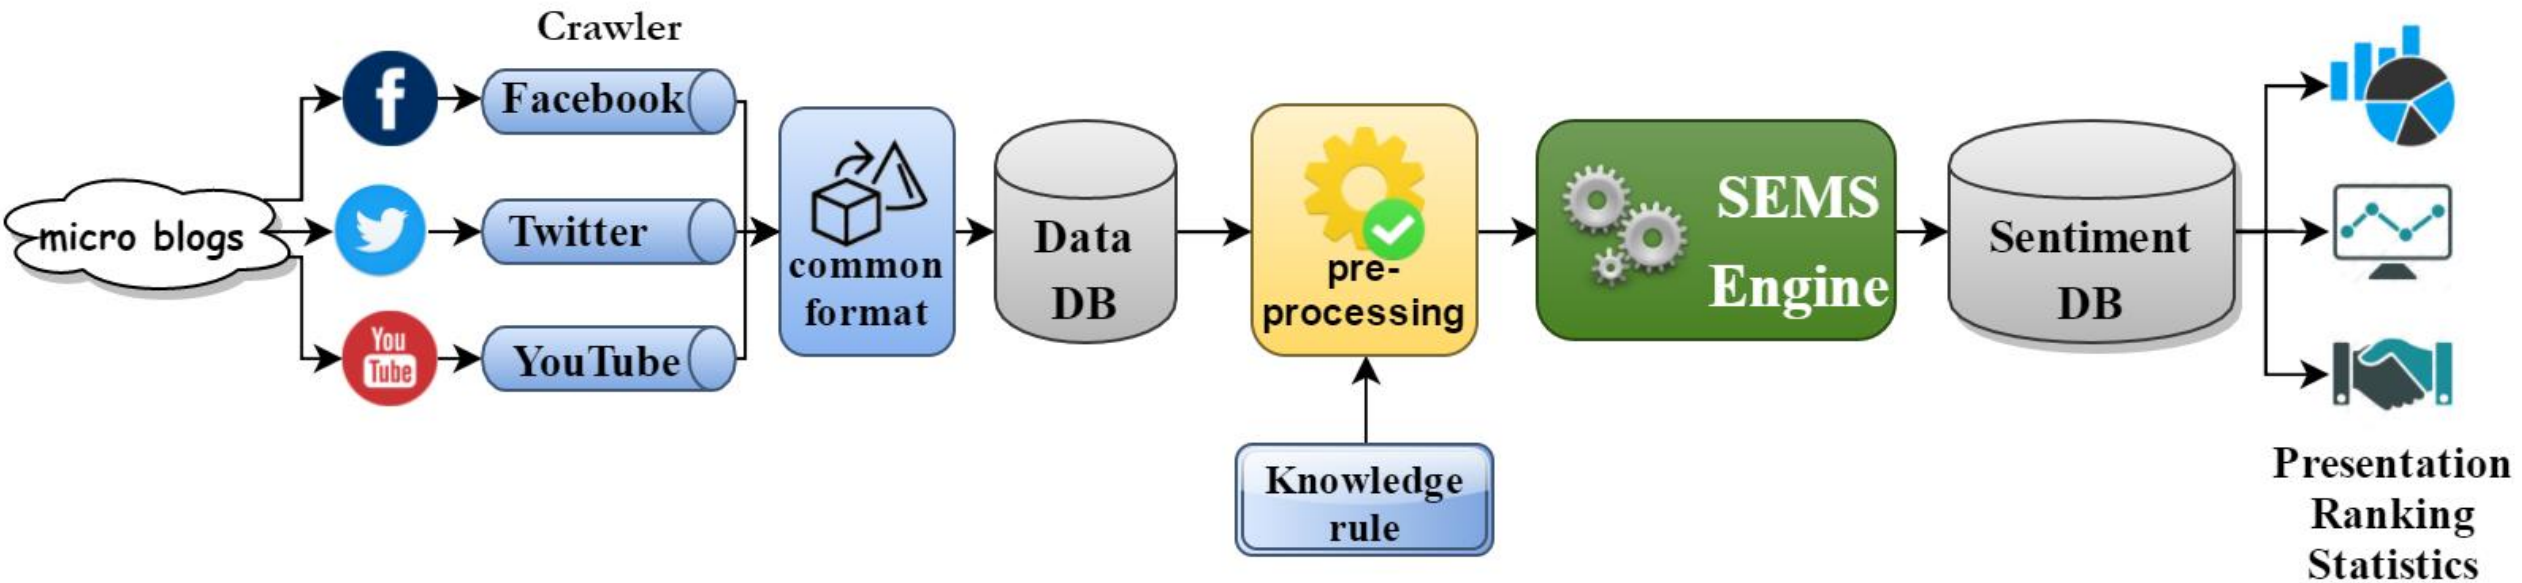 Crawler
micro blogs
f
Facebook
Twitter
You
Tube
YouTube
common
format
Data
DB
pre-
processing
Knowledge
rule
SEMS
Engine
Sentiment
DB
Presentation
Ranking
Statistics